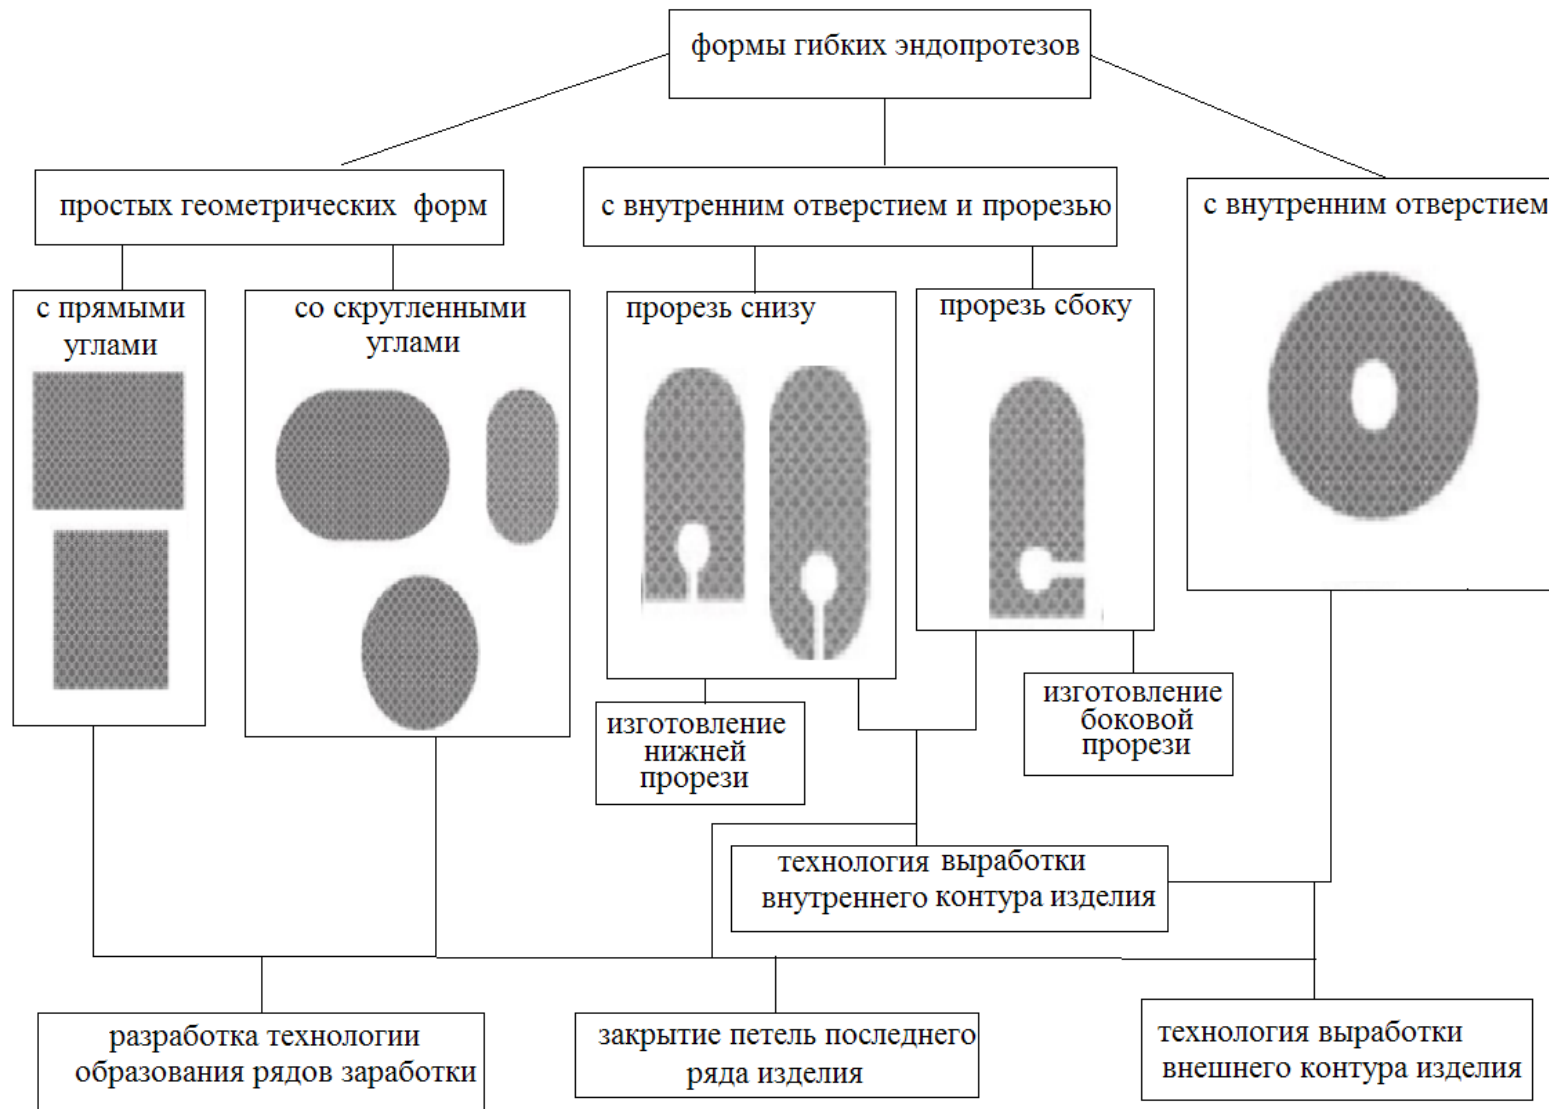 формы гибких эндопротезов
простых геометрических форм
с внутренним отверстием и прорезью
с внутренним отверстием
с прямыми
углами
со скругленными
углами
прорезь снизу
прорезь сбоку
изготовление
нижней
прорези
изготовление
боковой
прорези
технология выработки
внутреннего контура изделия
разработка технологии
образования рядов заработки
закрытие петель последнего
ряда изделия
технология выработки
внешнего контура изделия